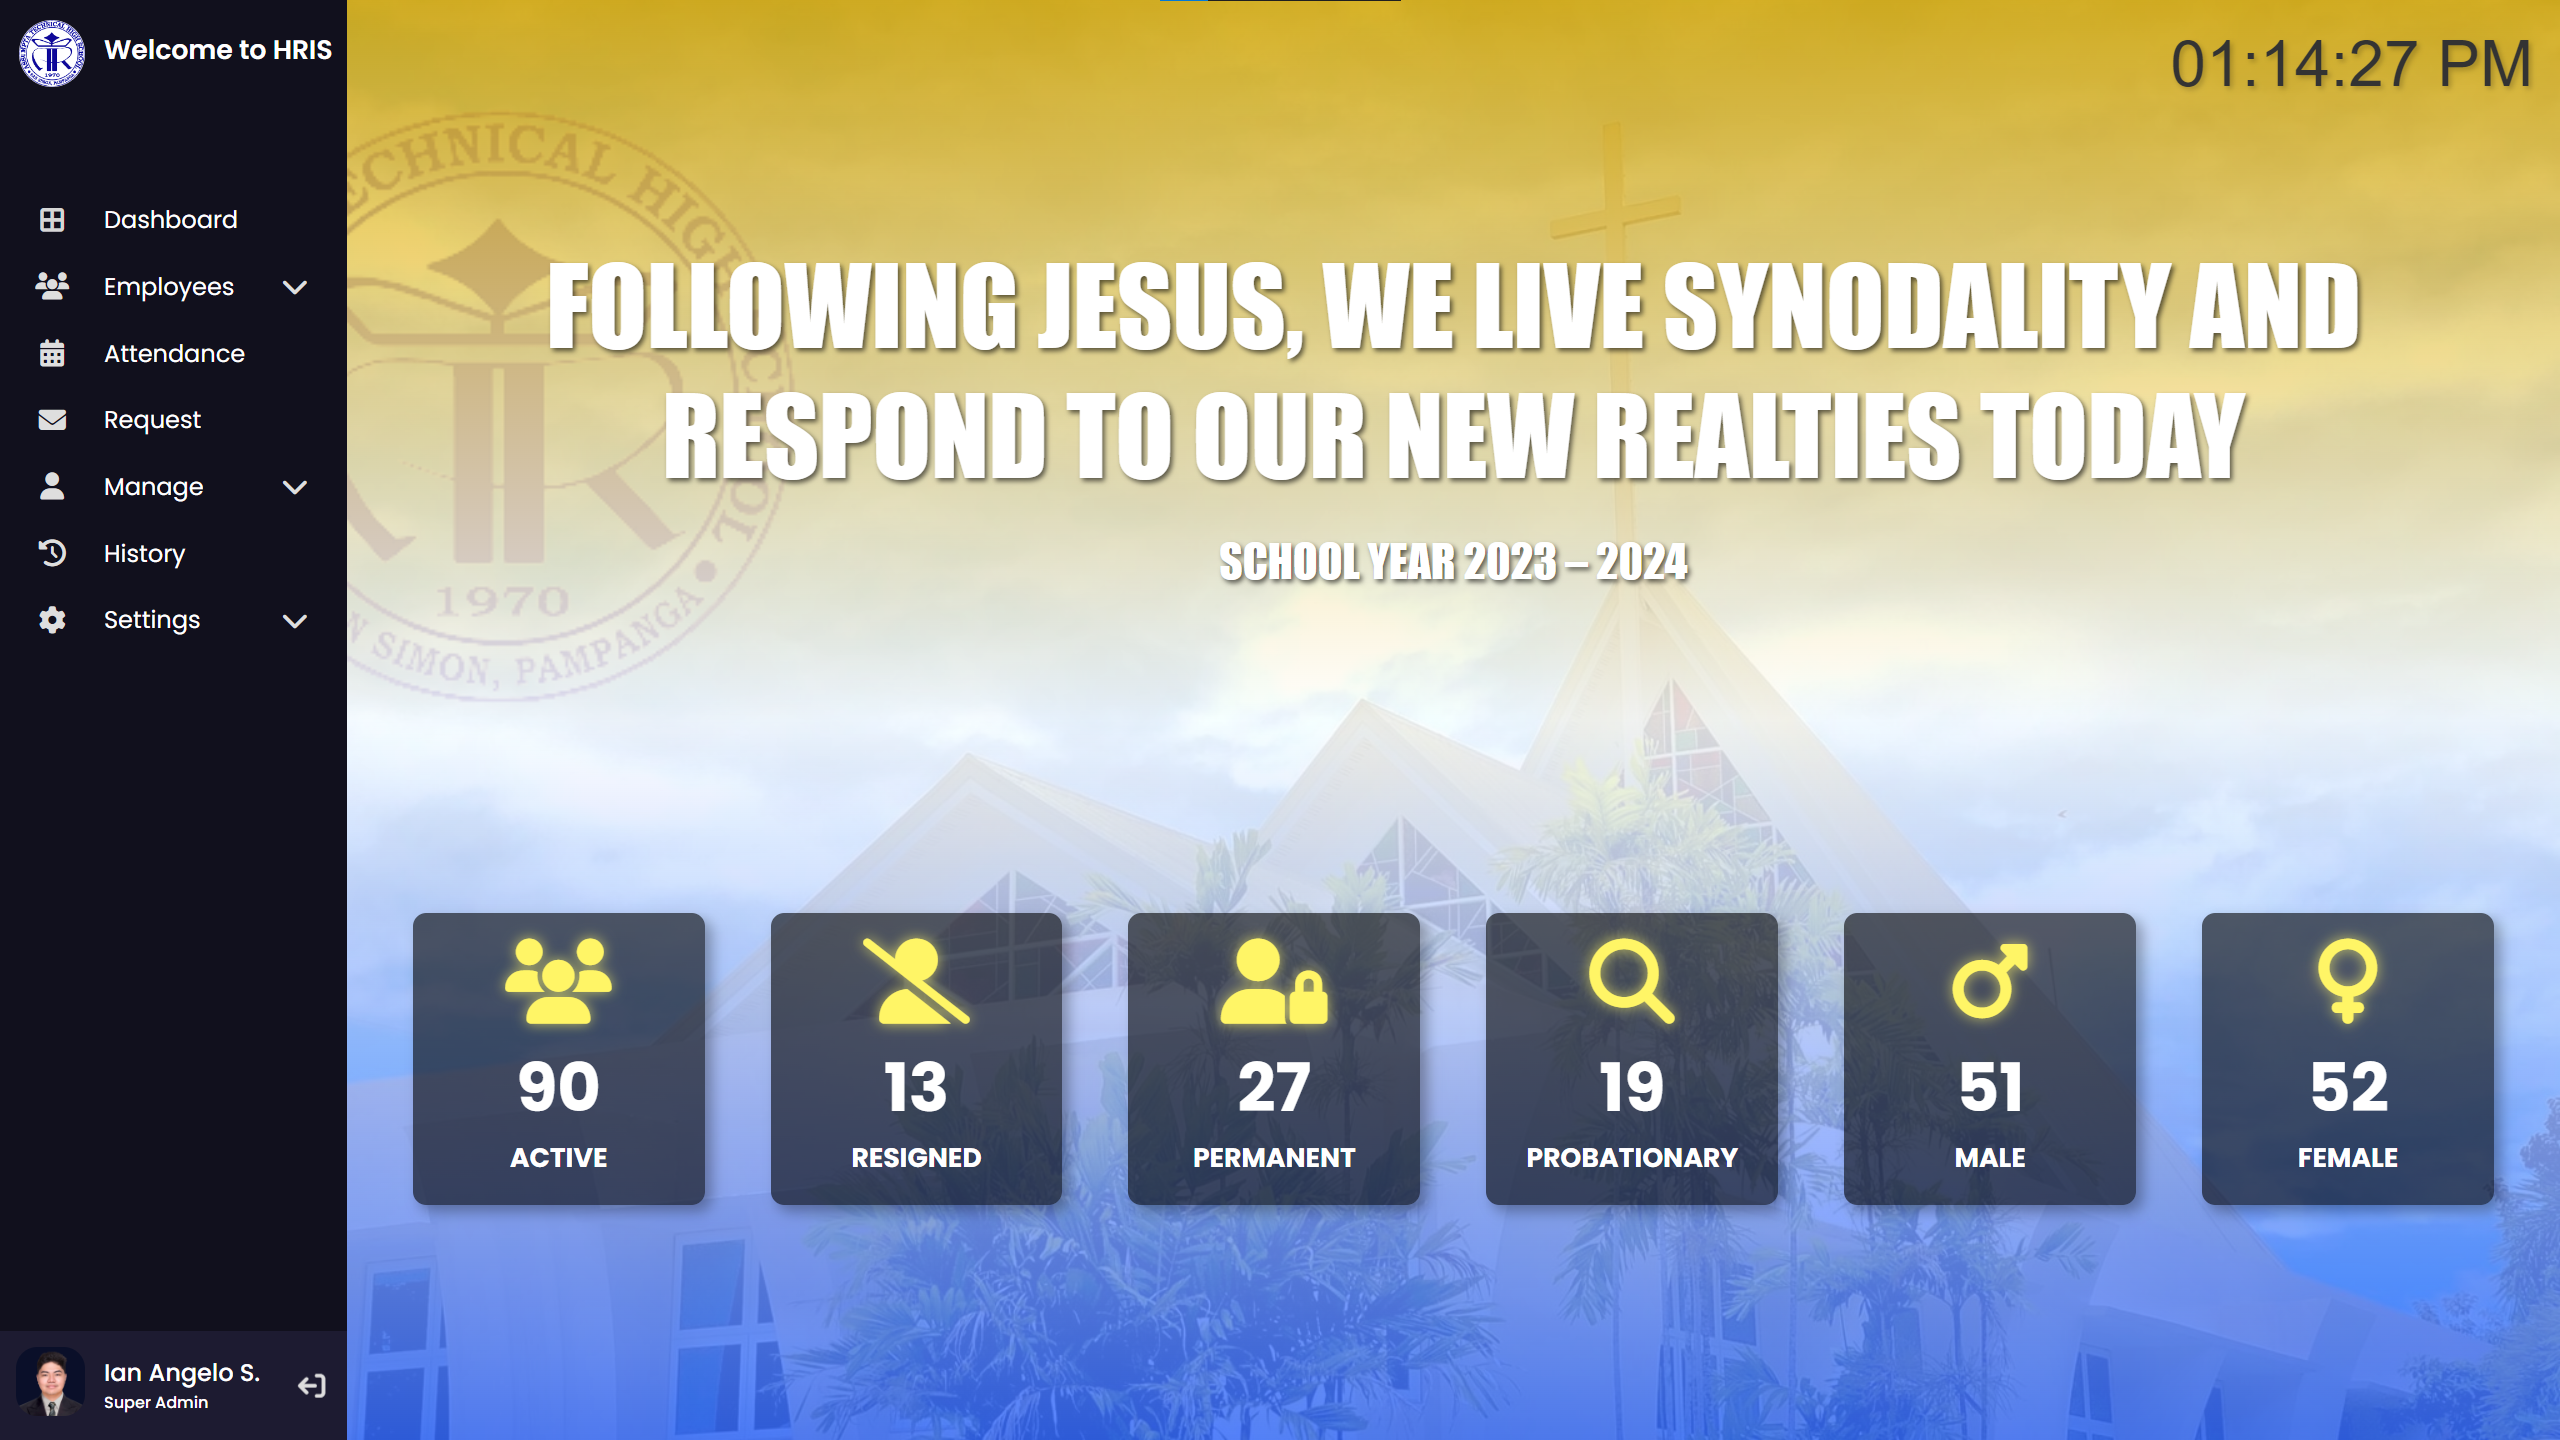 Welcome to HRIS
Dashboard
Employees
Attendance
Request
Manage
History
Settings
Ian Angelo S.
Super Admin
01:14:27 PM
TECHNICAL HIGH SCHOOL
1970
SIMON, PAMPANGA
FOLLOWING JESUS, WE LIVE SYNODALITY AND
RESPOND TO OUR NEW REALTIES TODAY
SCHOOL YEAR 2023 – 2024
90
ACTIVE
13
RESIGNED
27
PERMANENT
19
PROBATIONARY
51
MALE
52
FEMALE